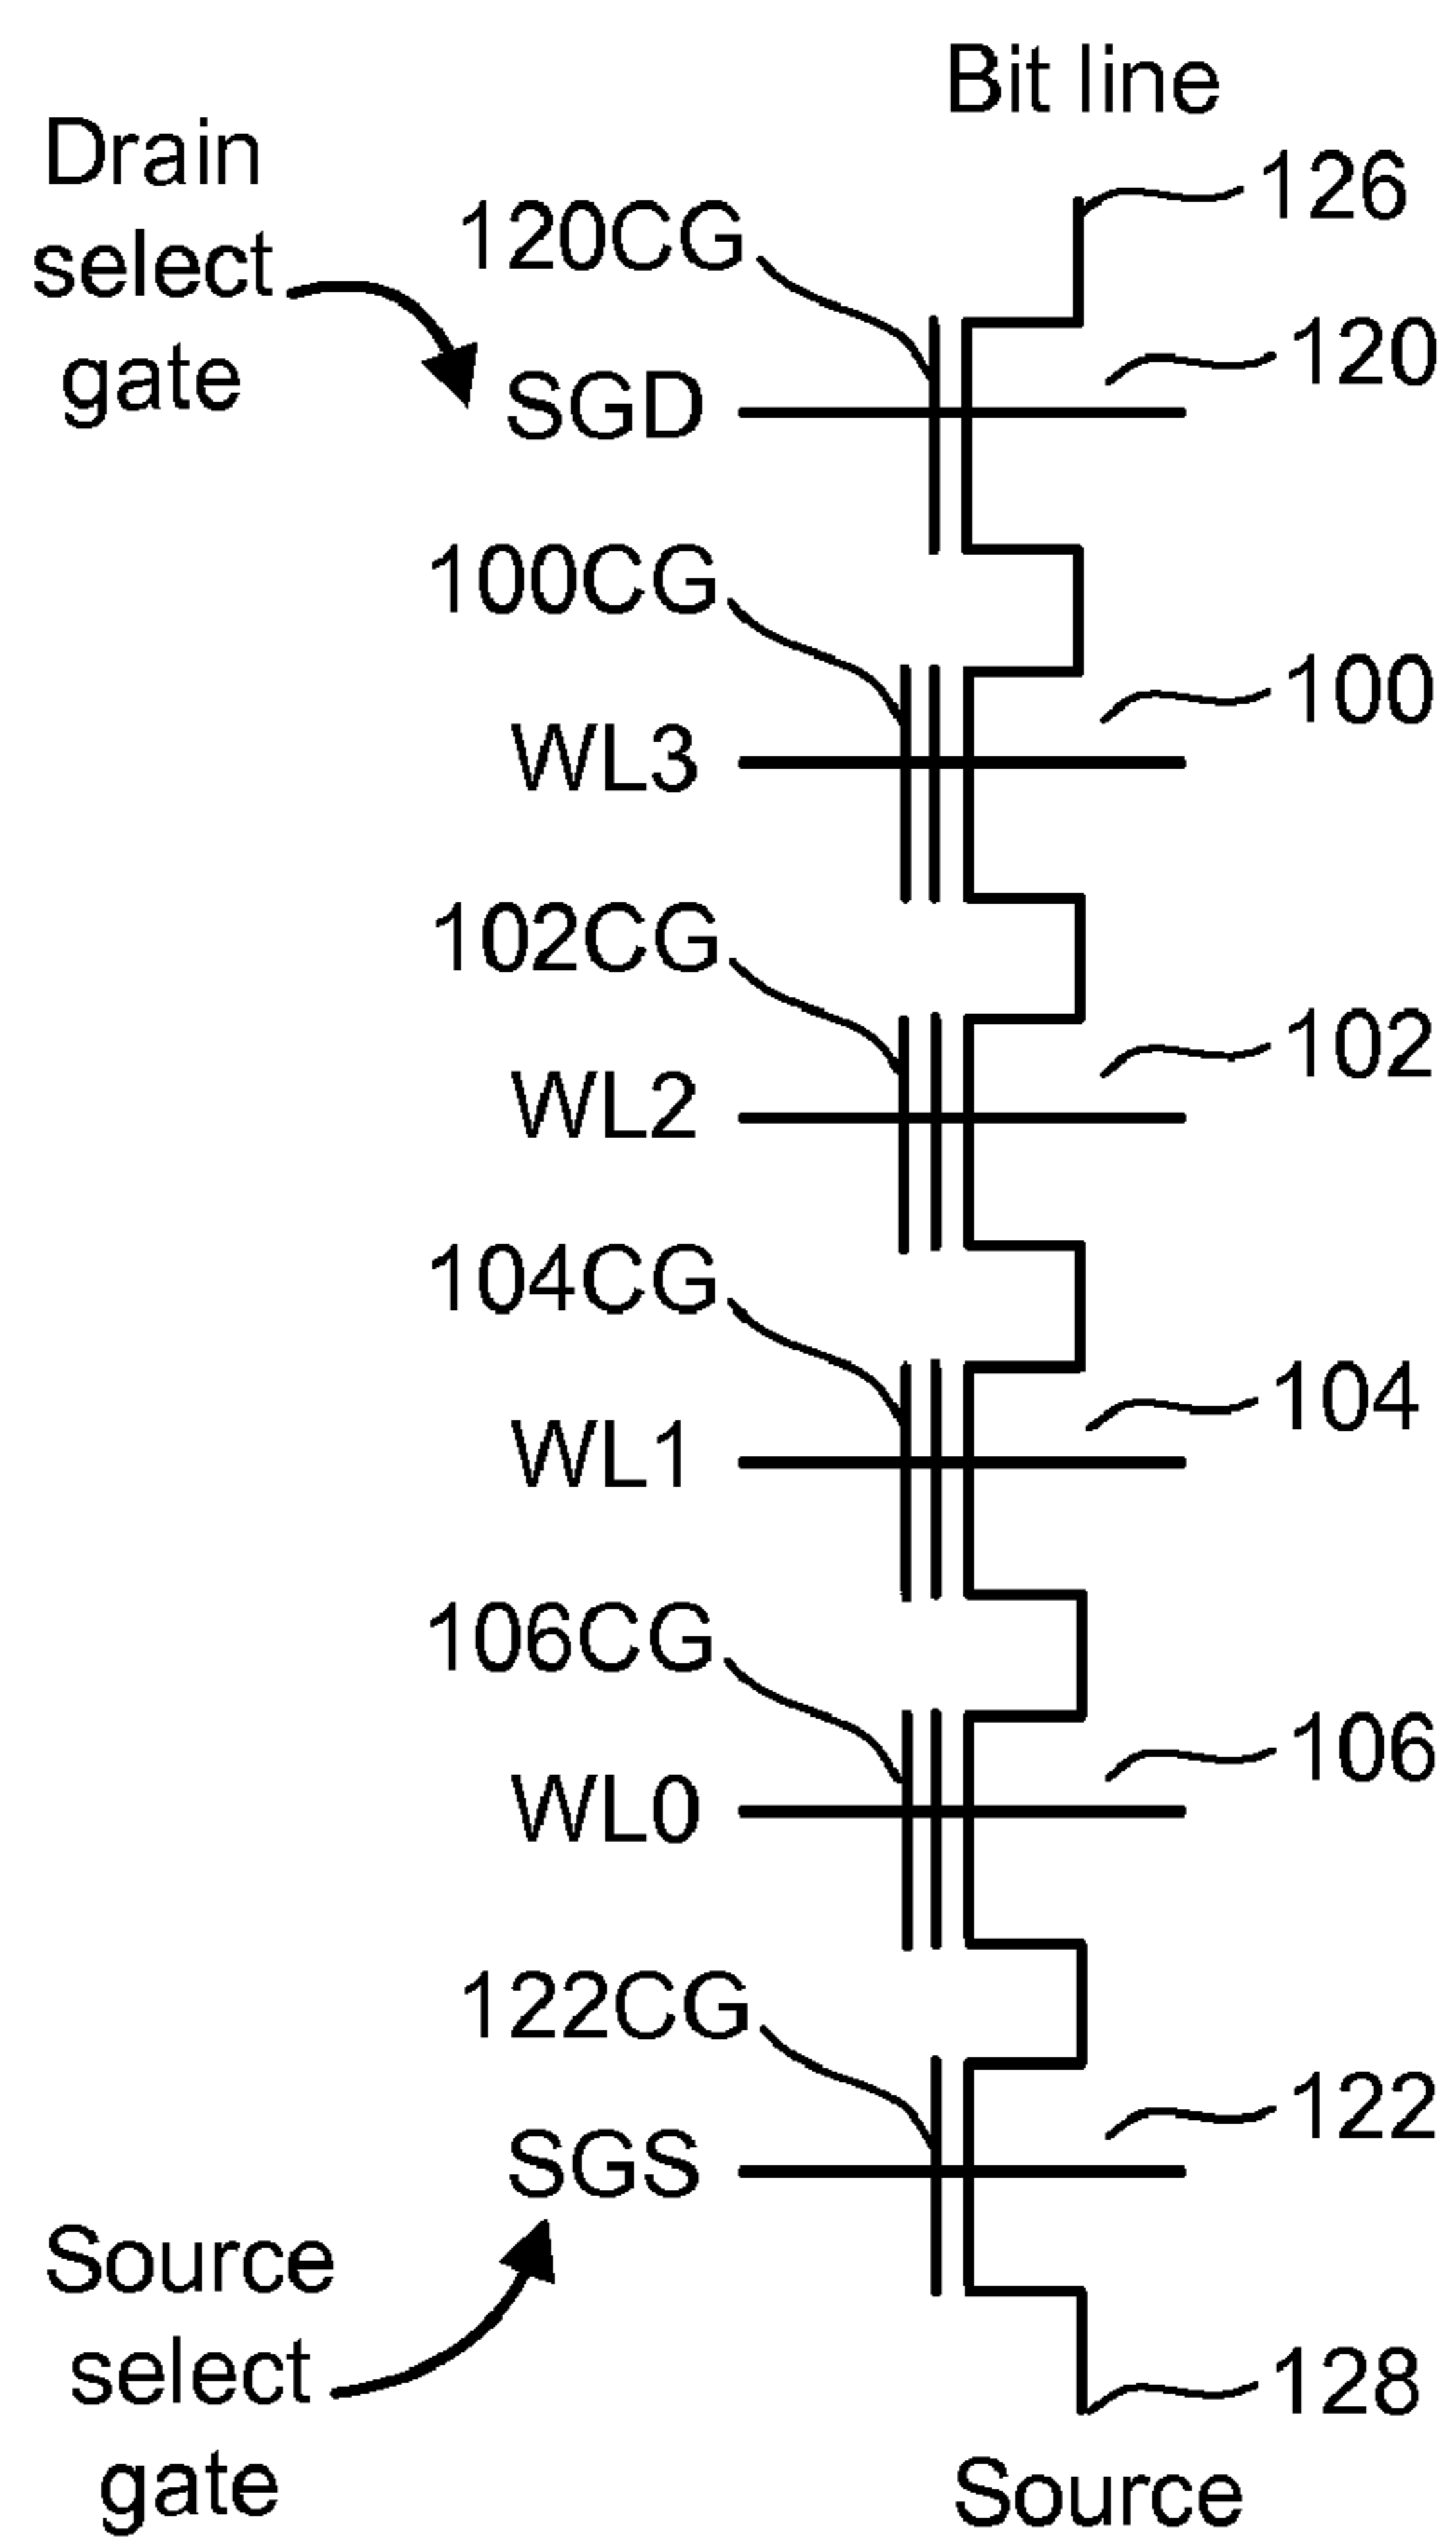 Bit line
126
Drain
select
gate
120CG
120
SGD
100CG
100
WL3
102CG
102
WL2
104CG
104
WL1
106CG
106
WL0
122CG
122
SGS
Source
select
gate
128
Source